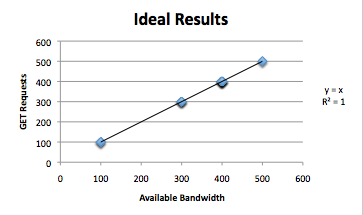 Ideal Results
600
500
400
300
200
100
0
GET Requests
y = x
R² = 1
0 100 200 300 400 500 600
Available Bandwidth